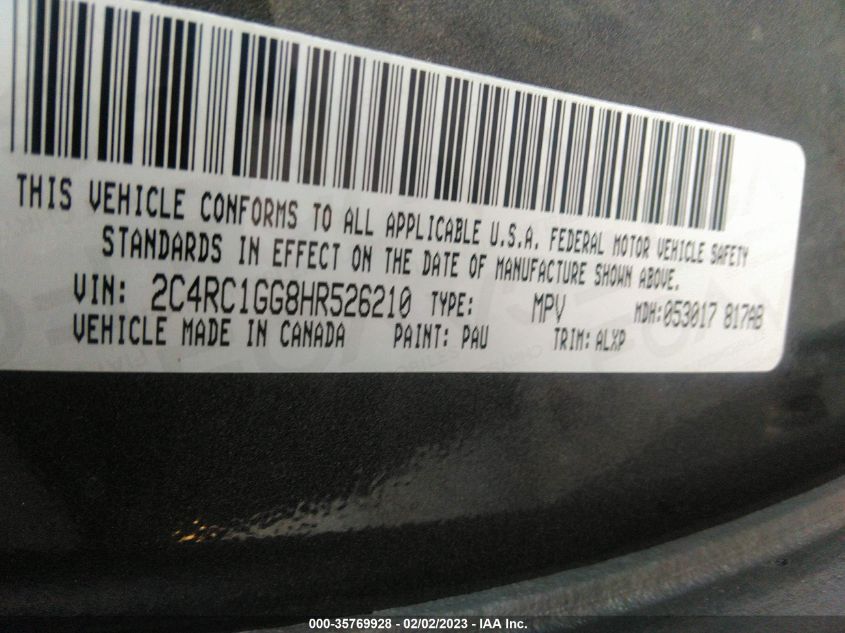 THIS VEHICLE CONFORMS TO ALL APPLICABLE U.S.A. FEDERAL MOTOR VEHICLE SAFETY
STANDARDS IN EFFECT ON THE DATE OF MANUFACTURE SHOWN ABOVE.
VIN: 2C4RC1GG8HR526210 TYPE: MPV MDH:053017 817AB
VEHICLE MADE IN CANADA PAINT: PAU TRIM: ALXP
000-35769928 - 02/02/2023 - IAA Inc.